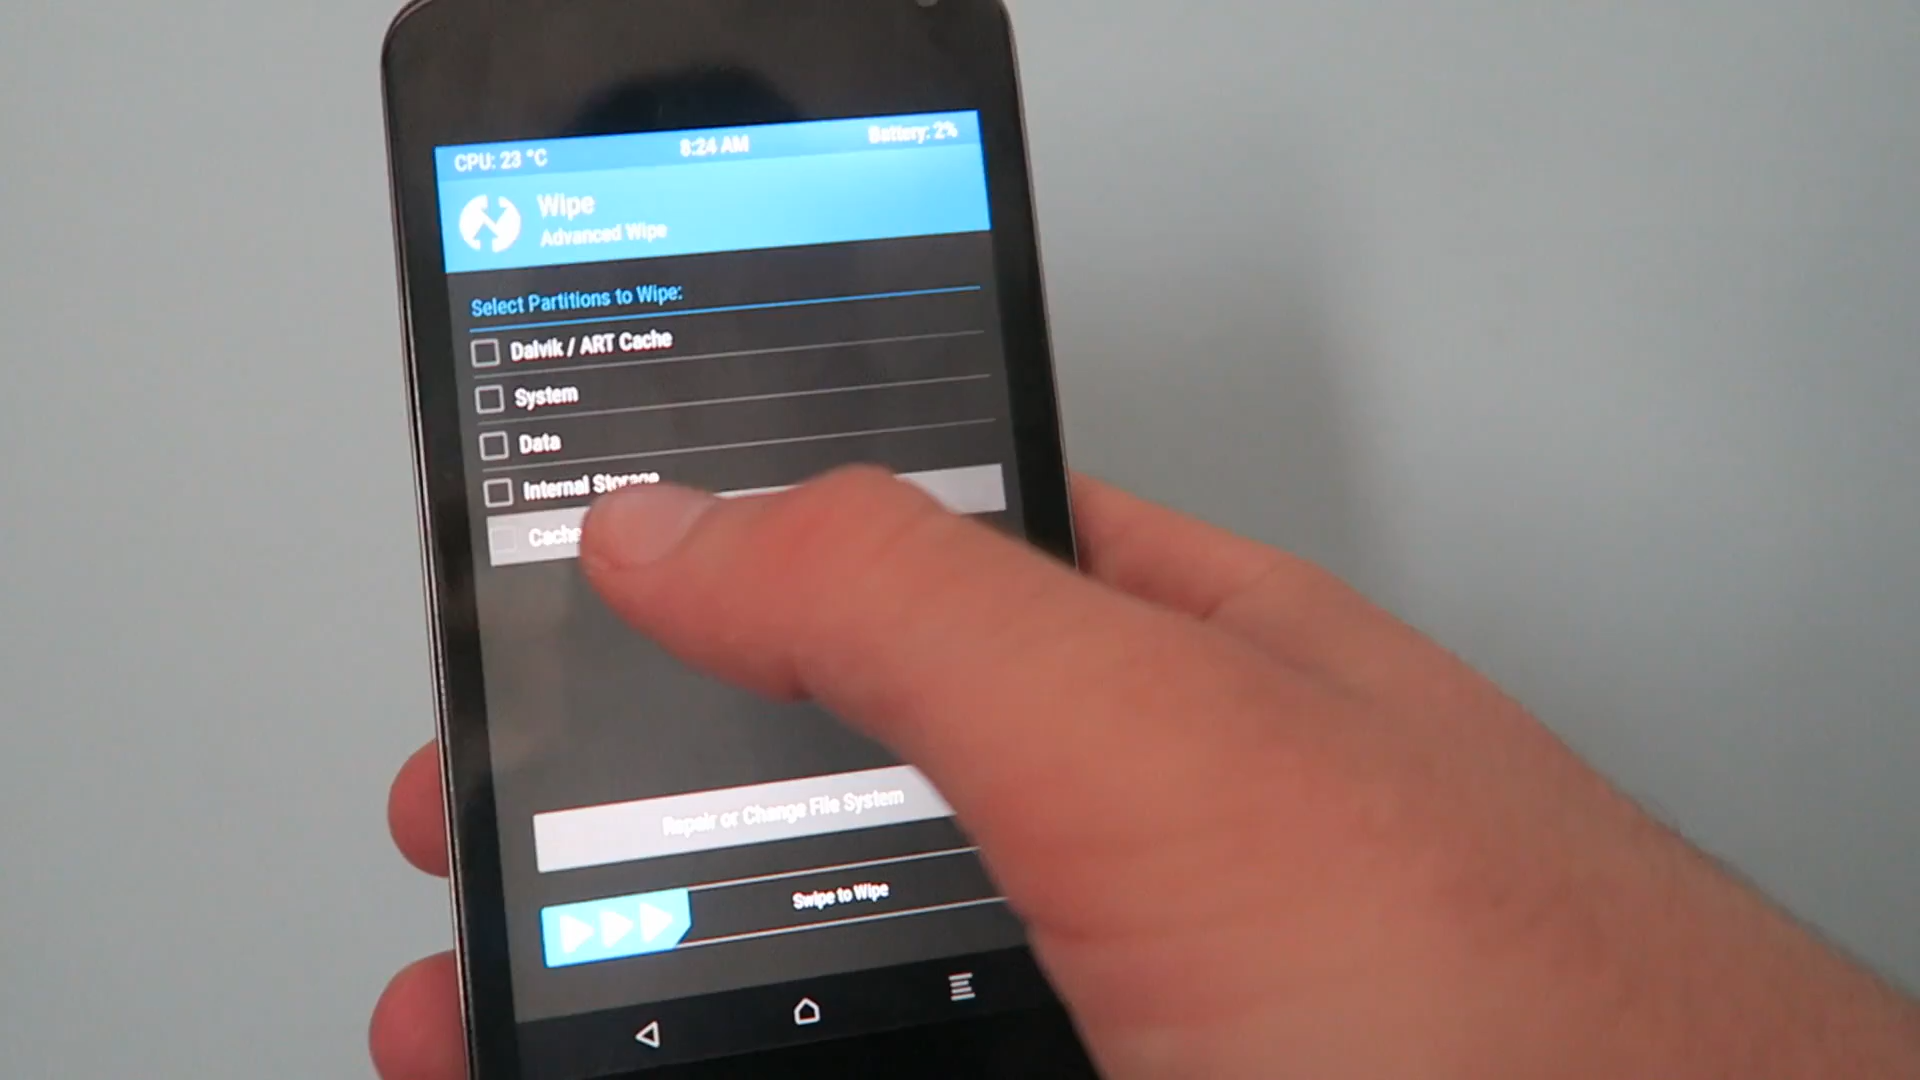 CPU: 23 °C 8:24 AM Battery: 2%
Wipe
Advanced Wipe
Select Partitions to Wipe:
Dalvik / ART Cache
System
Data
Internal Storage
Cache
Repair or Change File System
Swipe to Wipe